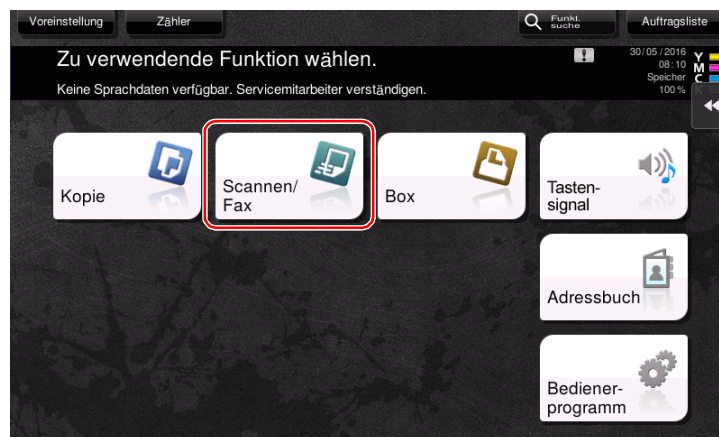 Voreinstellung
Zähler
Funkt.
suche
Auftragsliste
Zu verwendende Funktion wählen.
Keine Sprachdaten verfügbar. Servicemitarbeiter verständigen.
30/05/2016
08:10
Speicher
100 %
Y
M
C
K
Kopie
Scannen/
Fax
Box
Tasten-
signal
Adressbuch
Bediener-
programm